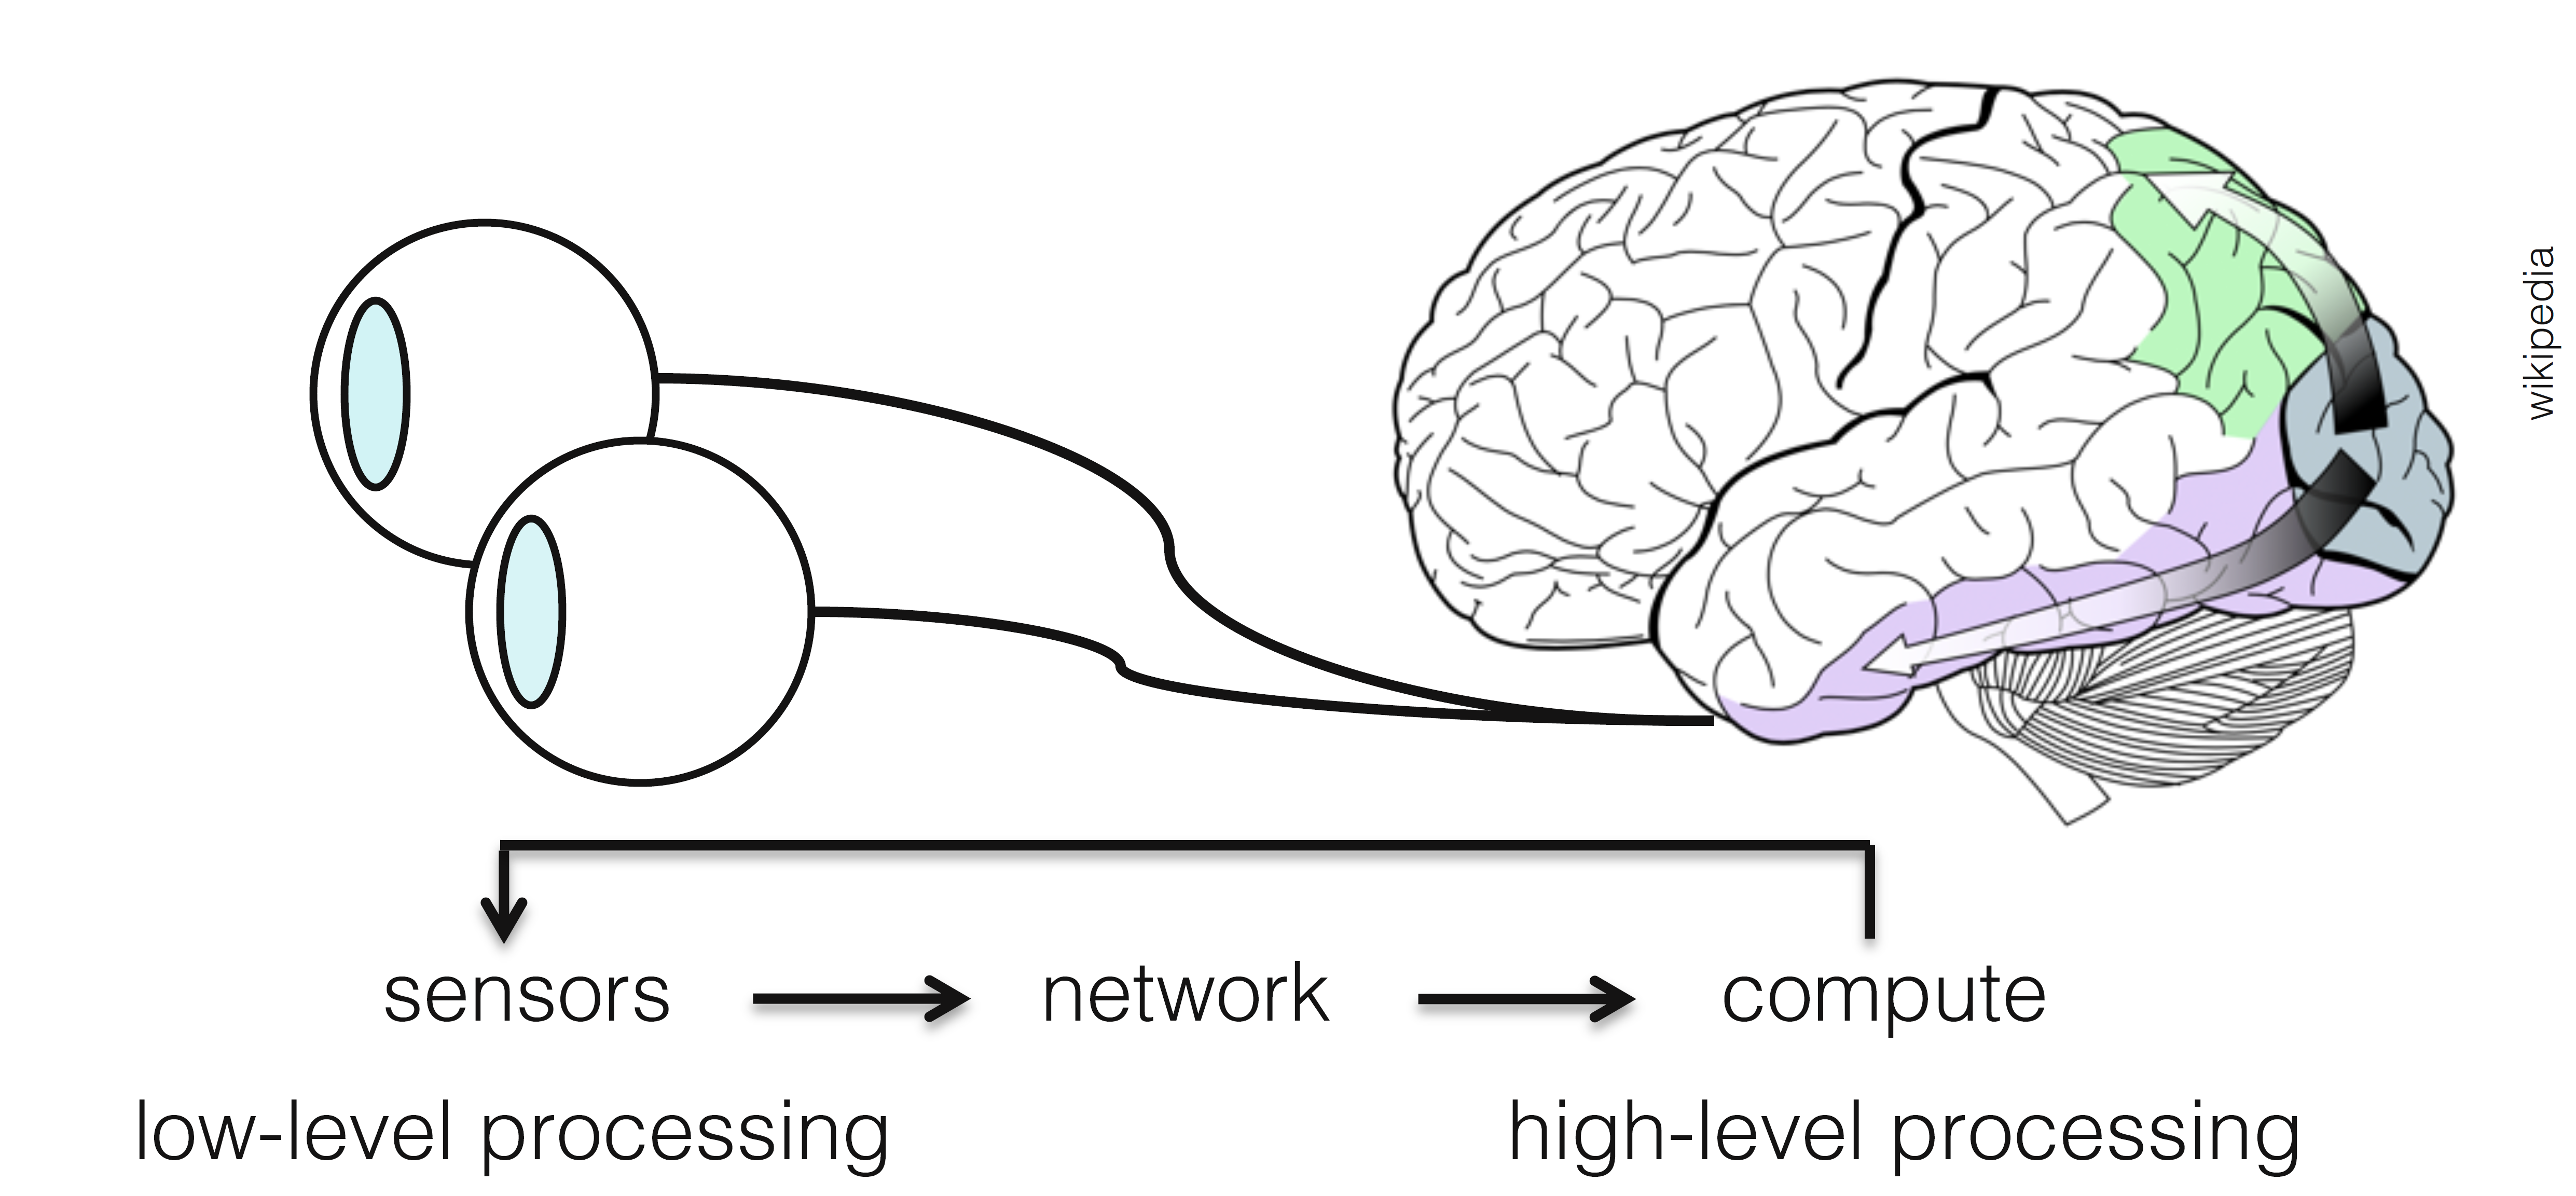 wikipedia
sensors → network → compute
low-level processing high-level processing